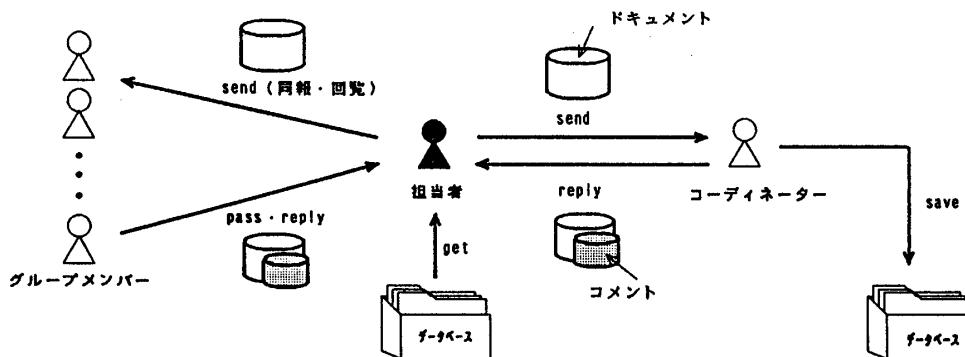 ドキュメント
send (同報・回覧)
send
担当者
コーディネーター
reply
save
pass・reply
get
グループメンバー
コメント
データベース
データベース